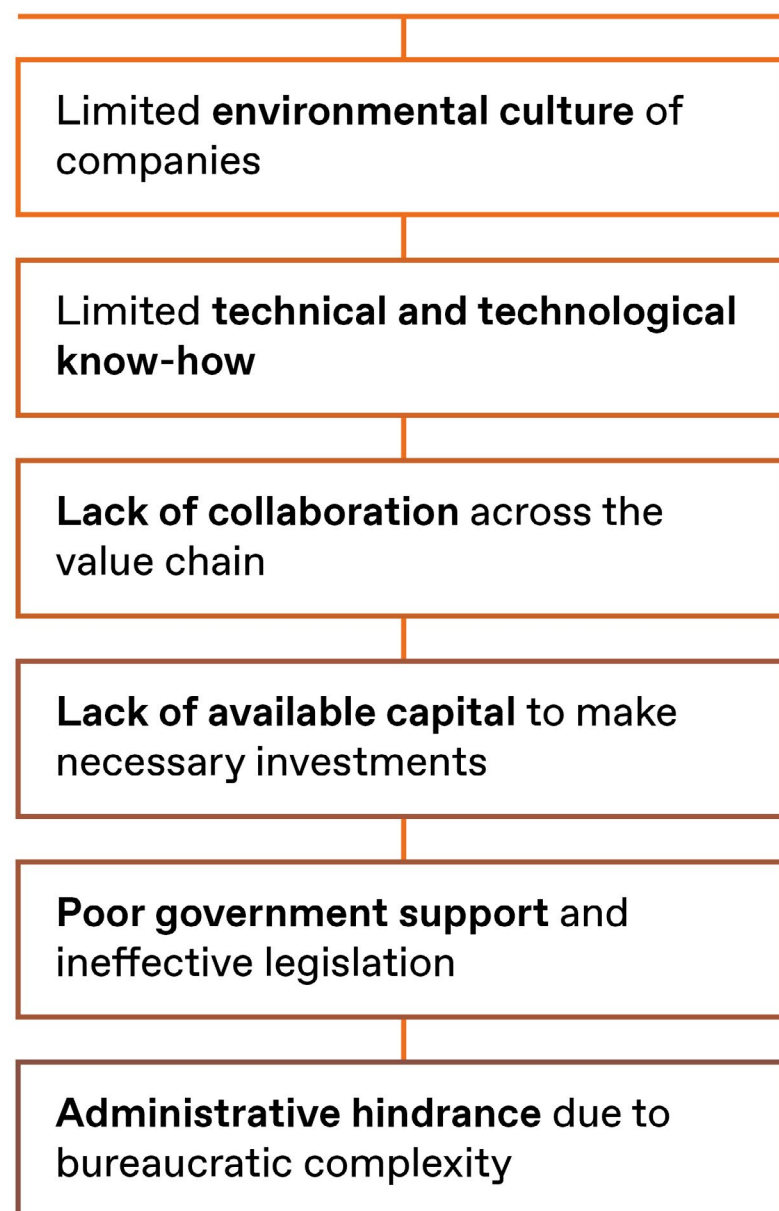 Limited environmental culture of
companies
Limited technical and technological
know-how
Lack of collaboration across the
value chain
Lack of available capital to make
necessary investments
Poor government support and
ineffective legislation
Administrative hindrance due to
bureaucratic complexity